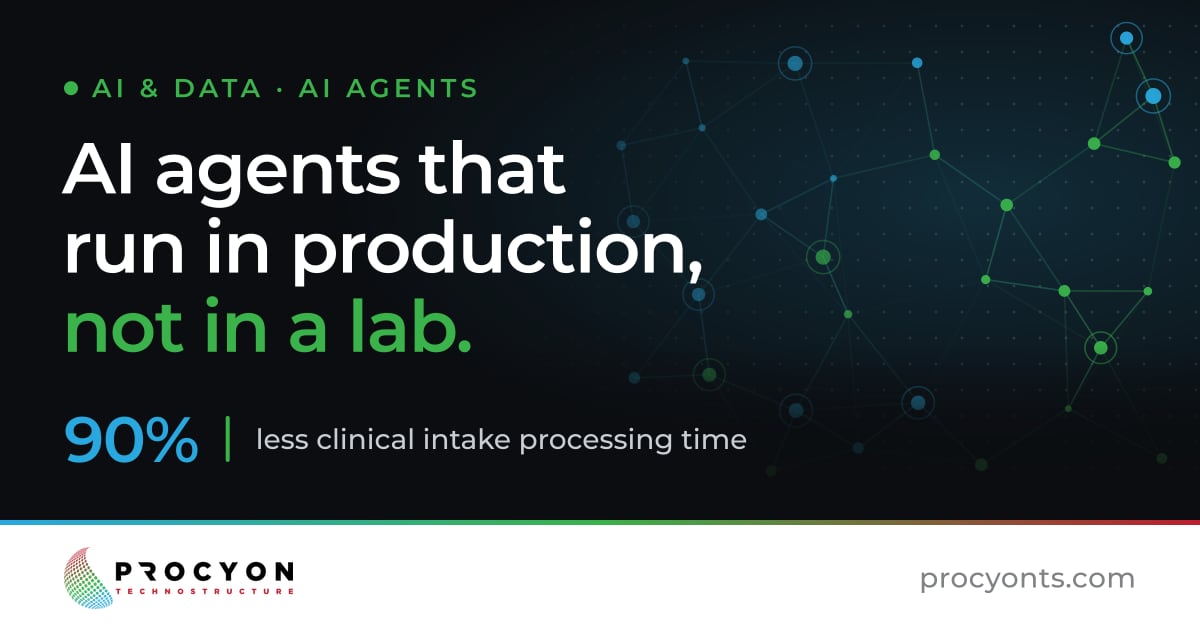 AI & DATA · AI AGENTS
AI agents that
run in production,
not in a lab.
90% less clinical intake processing time
PROCYON
TECHNOSTRUCTURE
procyonts.com